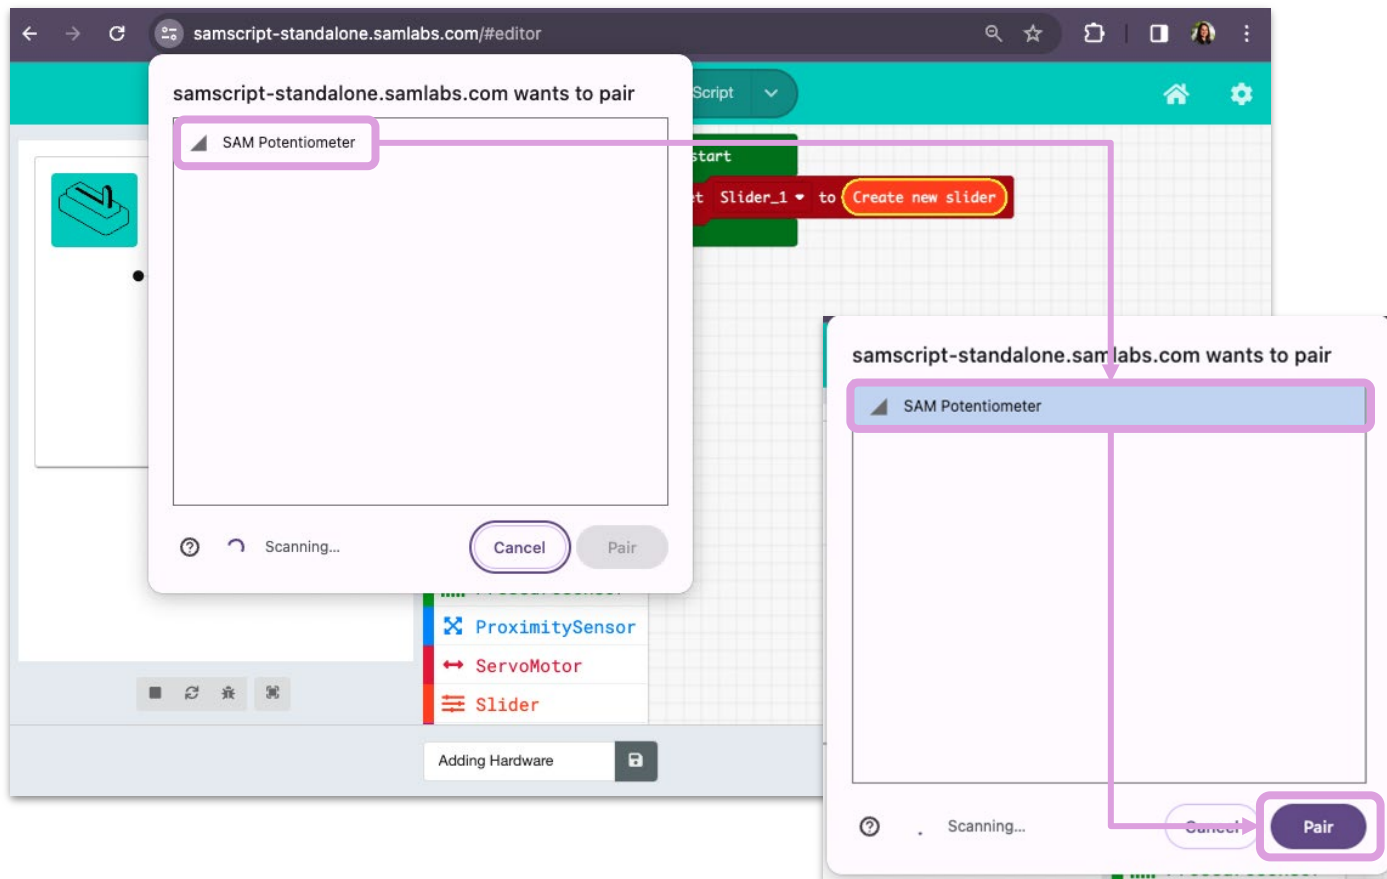 samscript-standalone.samlabs.com/#editor
samscript-standalone.samlabs.com wants to pair
Script
SAM Potentiometer
start
Slider_1 to Create new slider
samscript-standalone.samlabs.com wants to pair
SAM Potentiometer
Scanning...
Cancel
Pair
ProximitySensor
ServoMotor
Slider
Adding Hardware
Scanning...
Cancel
Pair